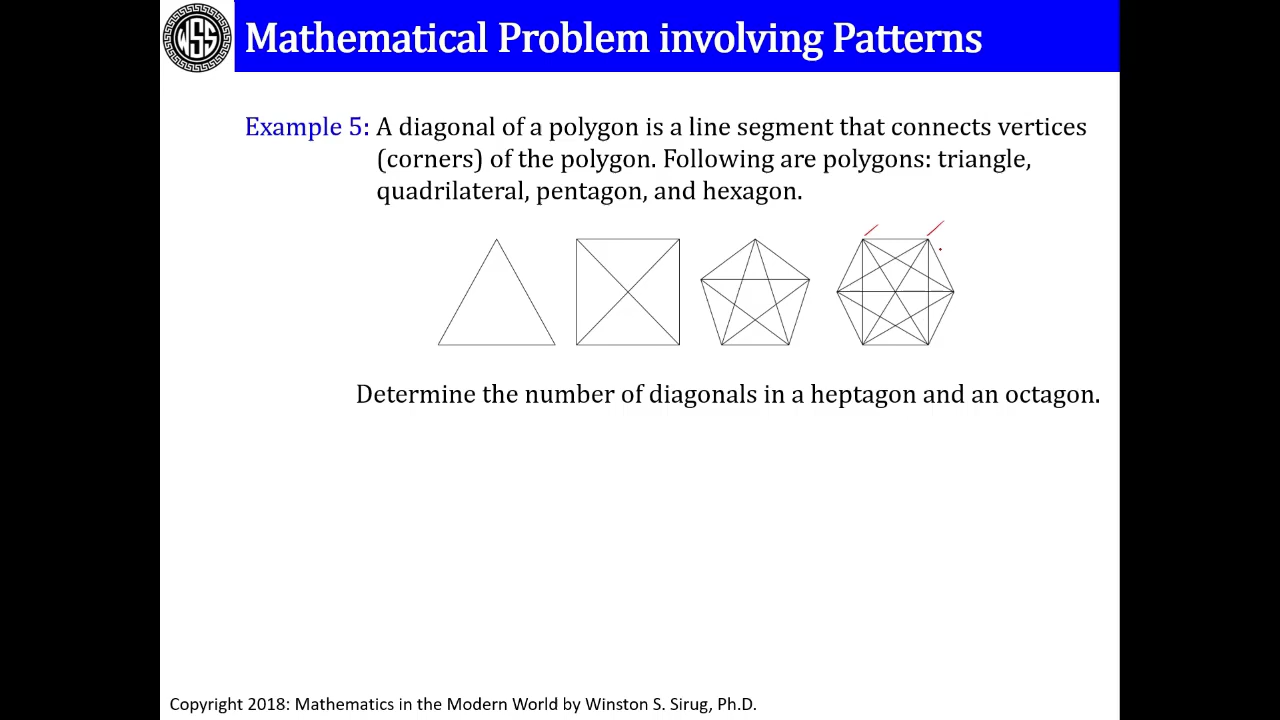 WSS
Mathematical Problem involving Patterns
Example 5: A diagonal of a polygon is a line segment that connects vertices
(corners) of the polygon. Following are polygons: triangle,
quadrilateral, pentagon, and hexagon.
Determine the number of diagonals in a heptagon and an octagon.
Copyright 2018: Mathematics in the Modern World by Winston S. Sirug, Ph.D.